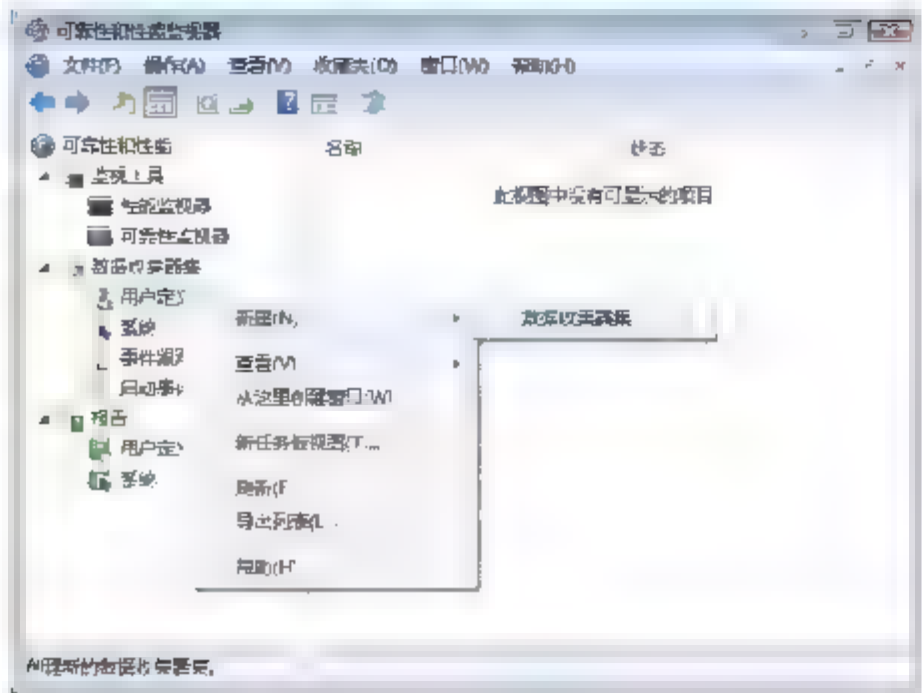 可靠性和性能监视器
文件(F) 操作(A) 查看(V) 收藏夹(O) 窗口(W) 帮助(H)
可靠性和性能
名称 状态
监视工具
此视图中没有可显示的项目
性能监视器
可靠性监视器
数据收集器集
用户定义
新建(N)
数据收集器集
系统
事件跟踪
查看(V)
启动事件
从这里创建窗口(W)
报告
用户定义
新任务板视图(T)...
系统
刷新(F
导出列表(L...
帮助(H
创建新的数据收集器集。